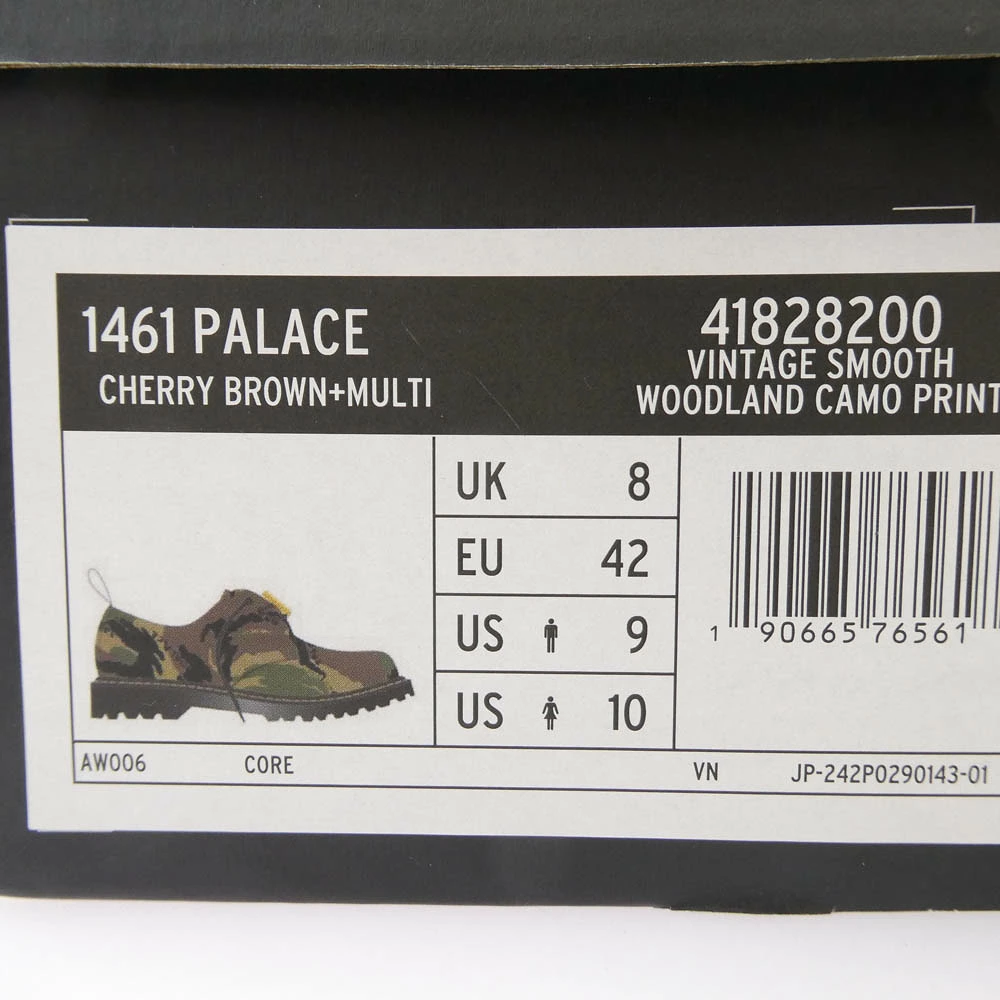 1461 PALACE
CHERRY BROWN+MULTI
41828200
VINTAGE SMOOTH
WOODLAND CAMO PRINT
UK 8
EU 42
US 9
US 10
1 90665 76561
AW006 CORE VN JP-242P0290143-01